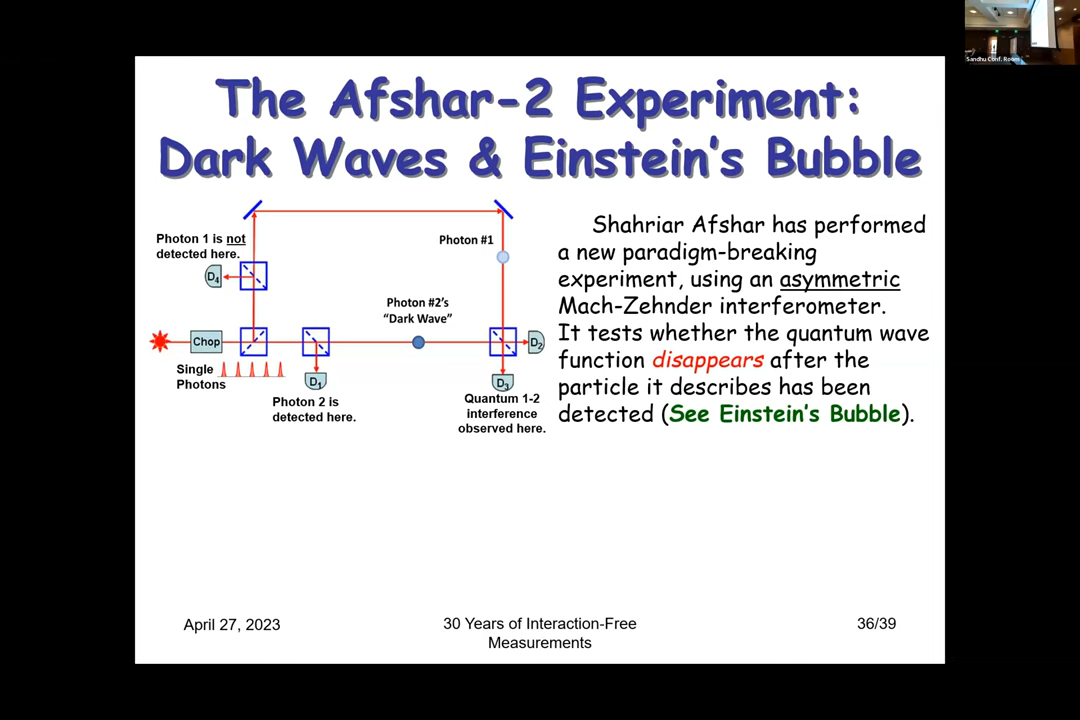 Sandhu Conf. Room
The Afshar-2 Experiment:
Dark Waves & Einstein's Bubble
Photon 1 is not
detected here.
D4
Chop
Single
Photons
D1
Photon 2 is
detected here.
Photon #2's
"Dark Wave"
Photon #1
D2
D3
Quantum 1-2
interference
observed here.
Shahriar Afshar has performed
a new paradigm-breaking
experiment, using an asymmetric
Mach-Zehnder interferometer.
It tests whether the quantum wave
function disappears after the
particle it describes has been
detected (See Einstein's Bubble).
April 27, 2023
30 Years of Interaction-Free
Measurements
36/39